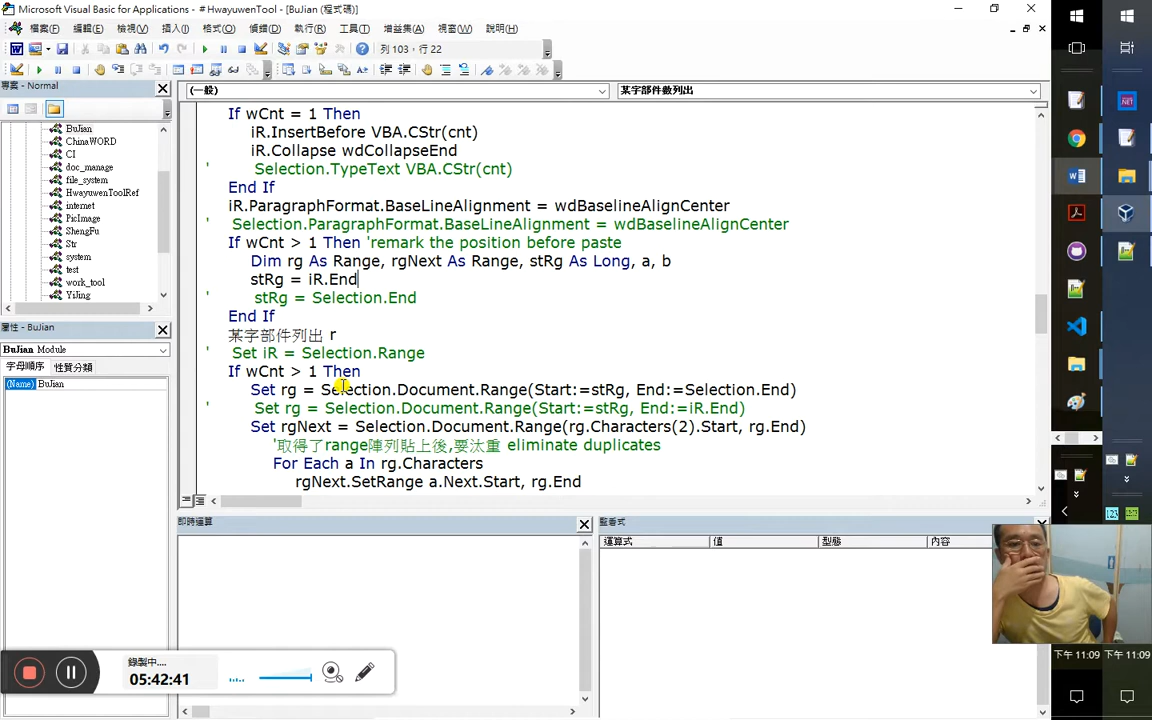 Microsoft Visual Basic for Applications - #HwayuwenTool - [BuJian (程式碼)]
檔案(F) 編輯(E) 檢視(V) 插入(I) 格式(O) 偵錯(D) 執行(R) 工具(T) 增益集(A) 視窗(W) 說明(H)
列 103，行 22
專案 - Normal
BuJian
ChinaWORD
CI
doc_manage
file_system
HwayuwenToolRef
internet
PicImage
ShengFu
Str
system
test
work_tool
YiJing
屬性 - BuJian
BuJian Module
字母順序 性質分類
(Name) BuJian
(一般) 某字部件數列出
If wCnt = 1 Then
iR.InsertBefore VBA.CStr(cnt)
iR.Collapse wdCollapseEnd
' Selection.TypeText VBA.CStr(cnt)
End If
iR.ParagraphFormat.BaseLineAlignment = wdBaselineAlignCenter
' Selection.ParagraphFormat.BaseLineAlignment = wdBaselineAlignCenter
If wCnt > 1 Then 'remark the position before paste
Dim rg As Range, rgNext As Range, stRg As Long, a, b
stRg = iR.End
' stRg = Selection.End
End If
某字部件列出 r
' Set iR = Selection.Range
If wCnt > 1 Then
Set rg = Selection.Document.Range(Start:=stRg, End:=Selection.End)
' Set rg = Selection.Document.Range(Start:=stRg, End:=iR.End)
Set rgNext = Selection.Document.Range(rg.Characters(2).Start, rg.End)
'取得了range陣列貼上後,要汰重 eliminate duplicates
For Each a In rg.Characters
rgNext.SetRange a.Next.Start, rg.End
即時運算
監看式
運算式 值 型態 內容
錄製中....
05:42:41
下午 11:09 下午 11:09